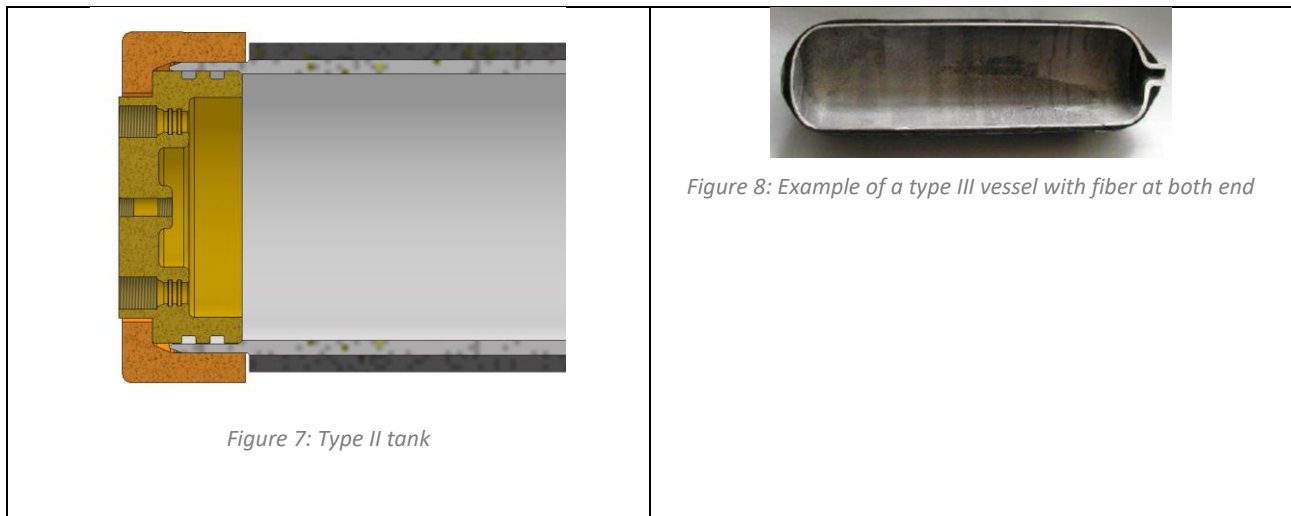 Figure 7: Type II tank
Figure 8: Example of a type III vessel with fiber at both end